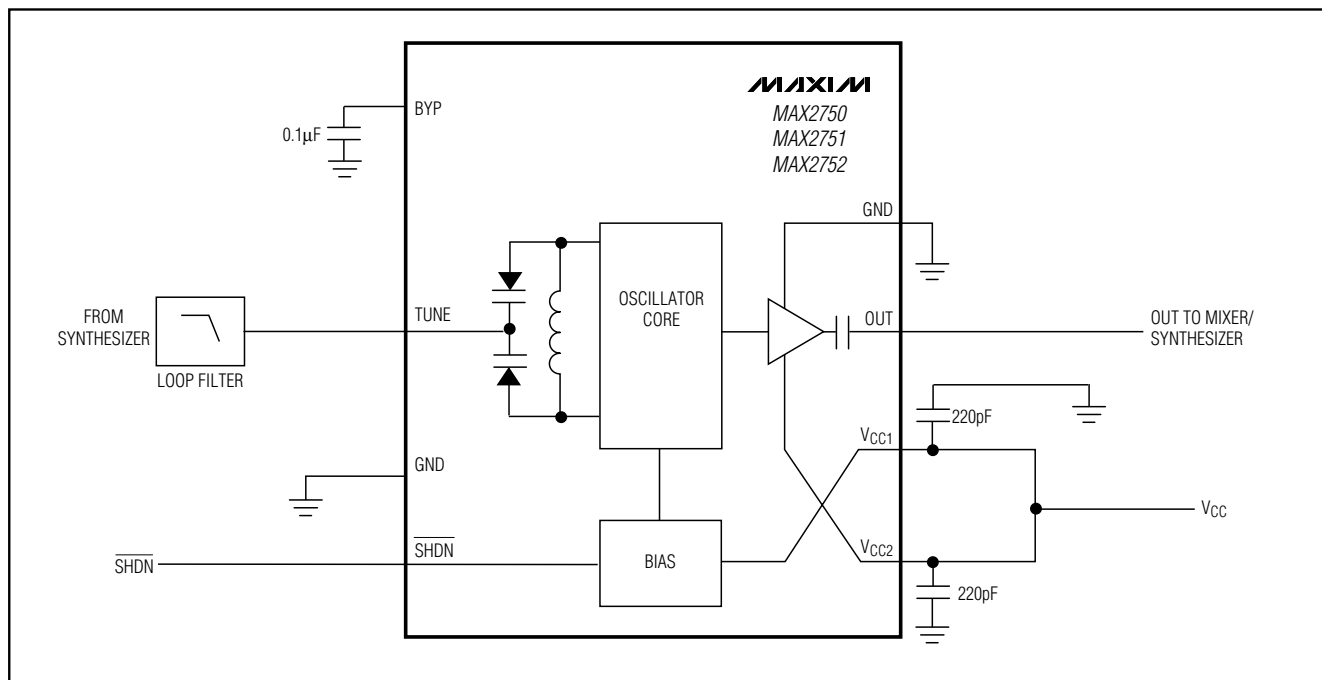 MAXIM
MAX2750
MAX2751
MAX2752
BYP
0.1µF
GND
OSCILLATOR
CORE
FROM
SYNTHESIZER
TUNE
LOOP FILTER
OUT
OUT TO MIXER/
SYNTHESIZER
220pF
VCC1
GND
VCC
SHDN
SHDN
BIAS
VCC2
220pF